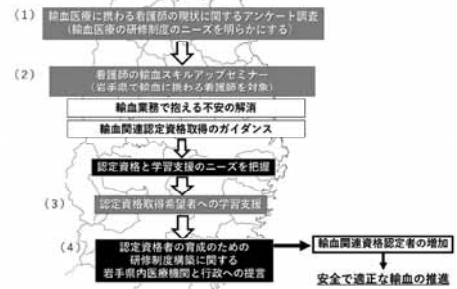 (1)
輸血医療に携わる看護師の現状に関するアンケート調査
(輸血医療の研修制度のニーズを明らかにする)
(2)
看護師の輸血スキルアップセミナー
(岩手県で輸血に携わる看護師を対象)
輸血業務で抱える不安の解消
輸血関連認定資格取得のガイダンス
認定資格と学習支援のニーズを把握
(3)
認定資格取得希望者への学習支援
(4)
認定資格者の育成のための
研修制度構築に関する
岩手県内医療機関と行政への提言
輸血関連資格認定者の増加
安全で適正な輸血の推進